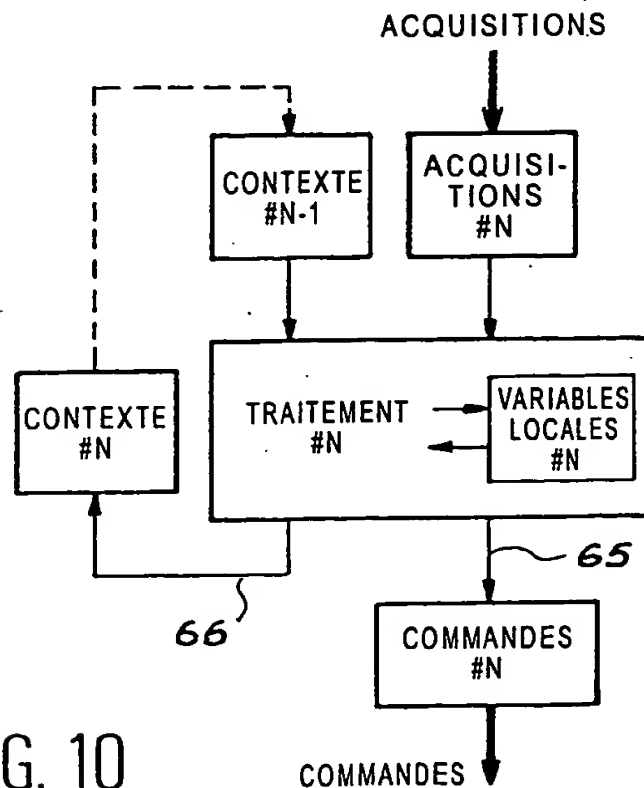 ACQUISITIONS
CONTEXTE
#N-1
ACQUISI-
TIONS
#N
CONTEXTE
#N
TRAITEMENT
#N
VARIABLES
LOCALES
#N
65
66
COMMANDES
#N
G. 10
COMMANDES